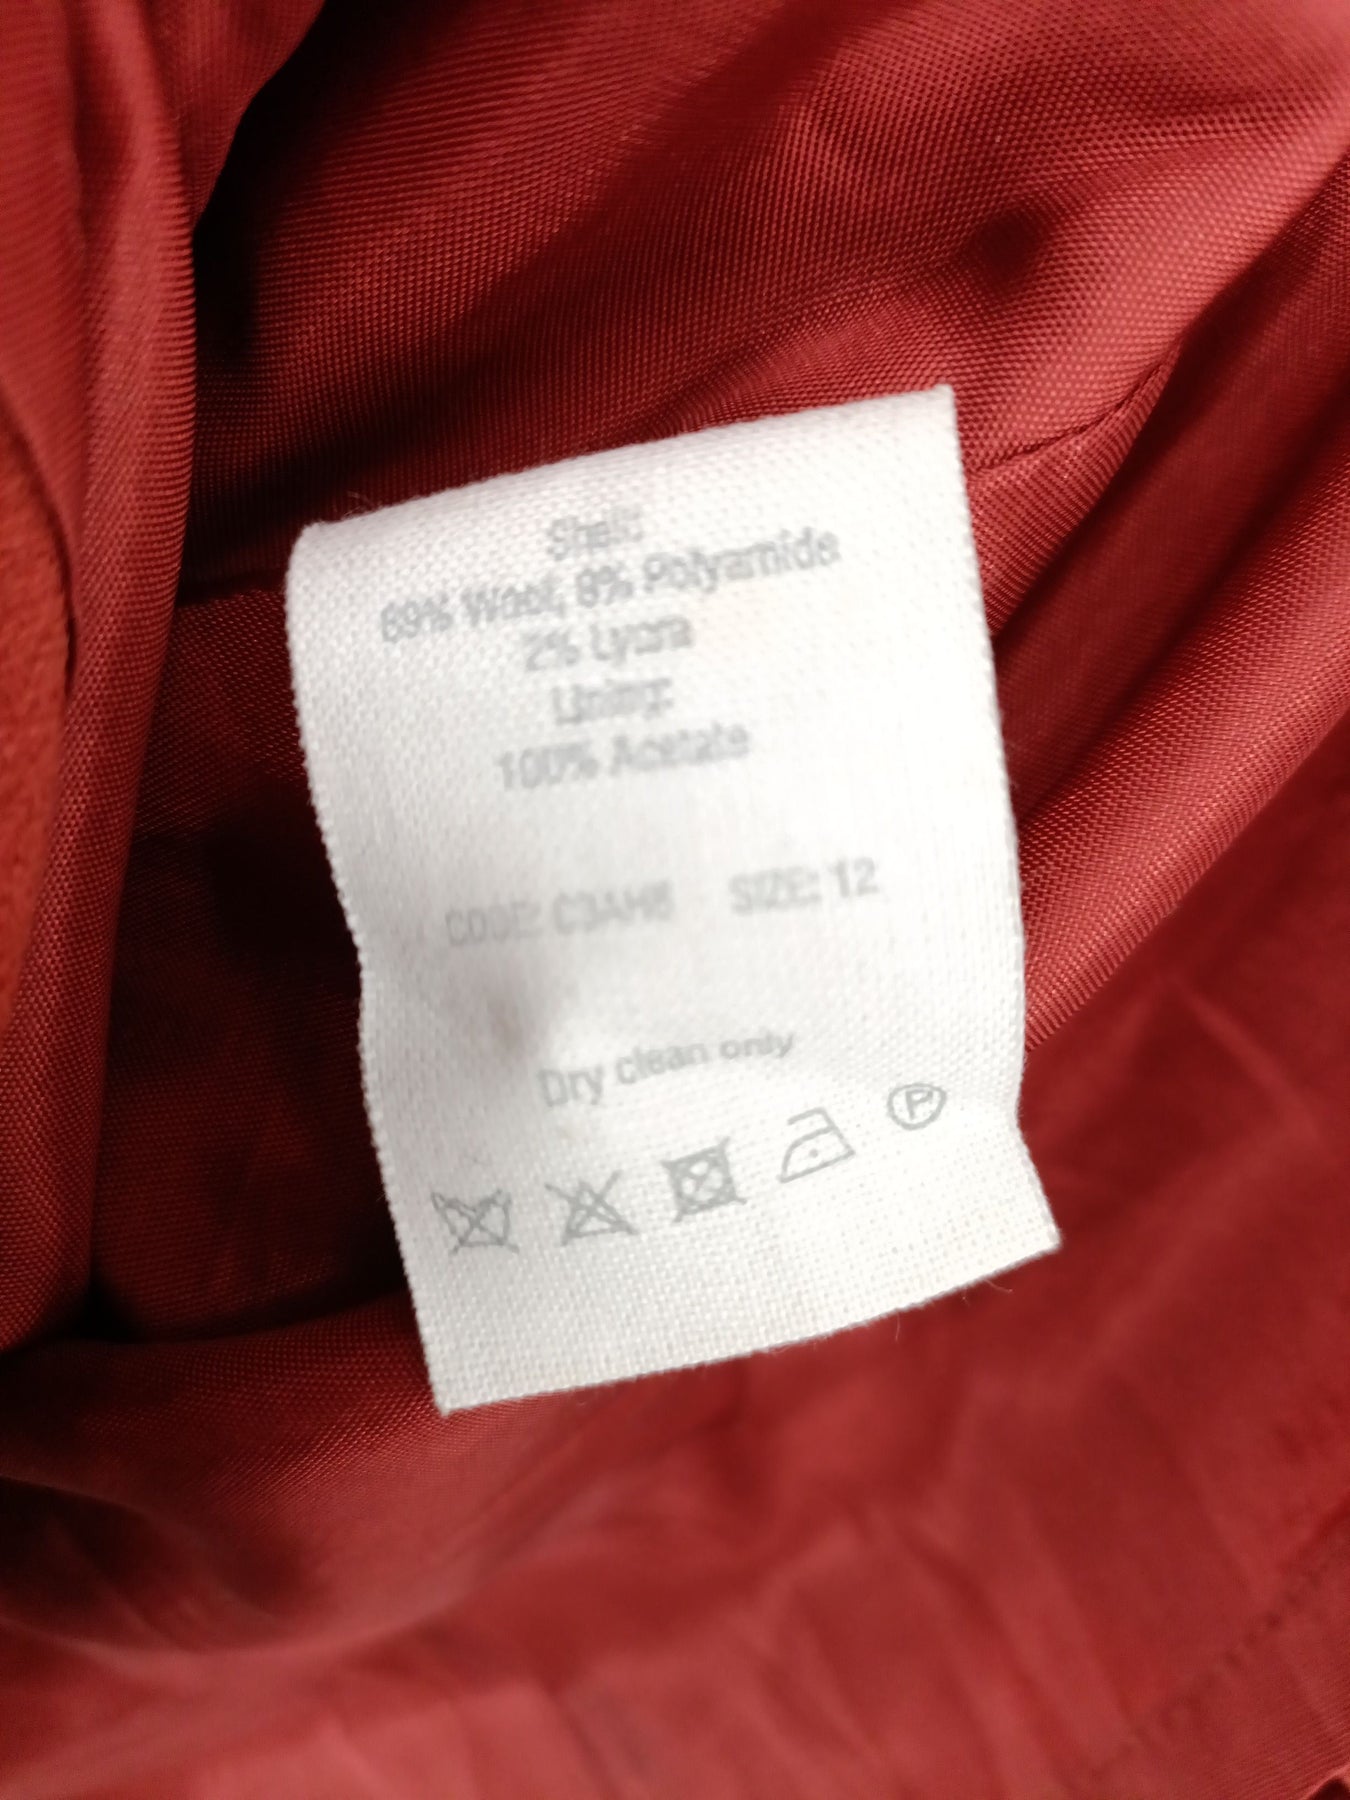 Shell:
89% Wool, 9% Polyamide
2% Lycra
Lining:
100% Acetate
CODE: C3AH6 SIZE: 12
Dry clean only
P